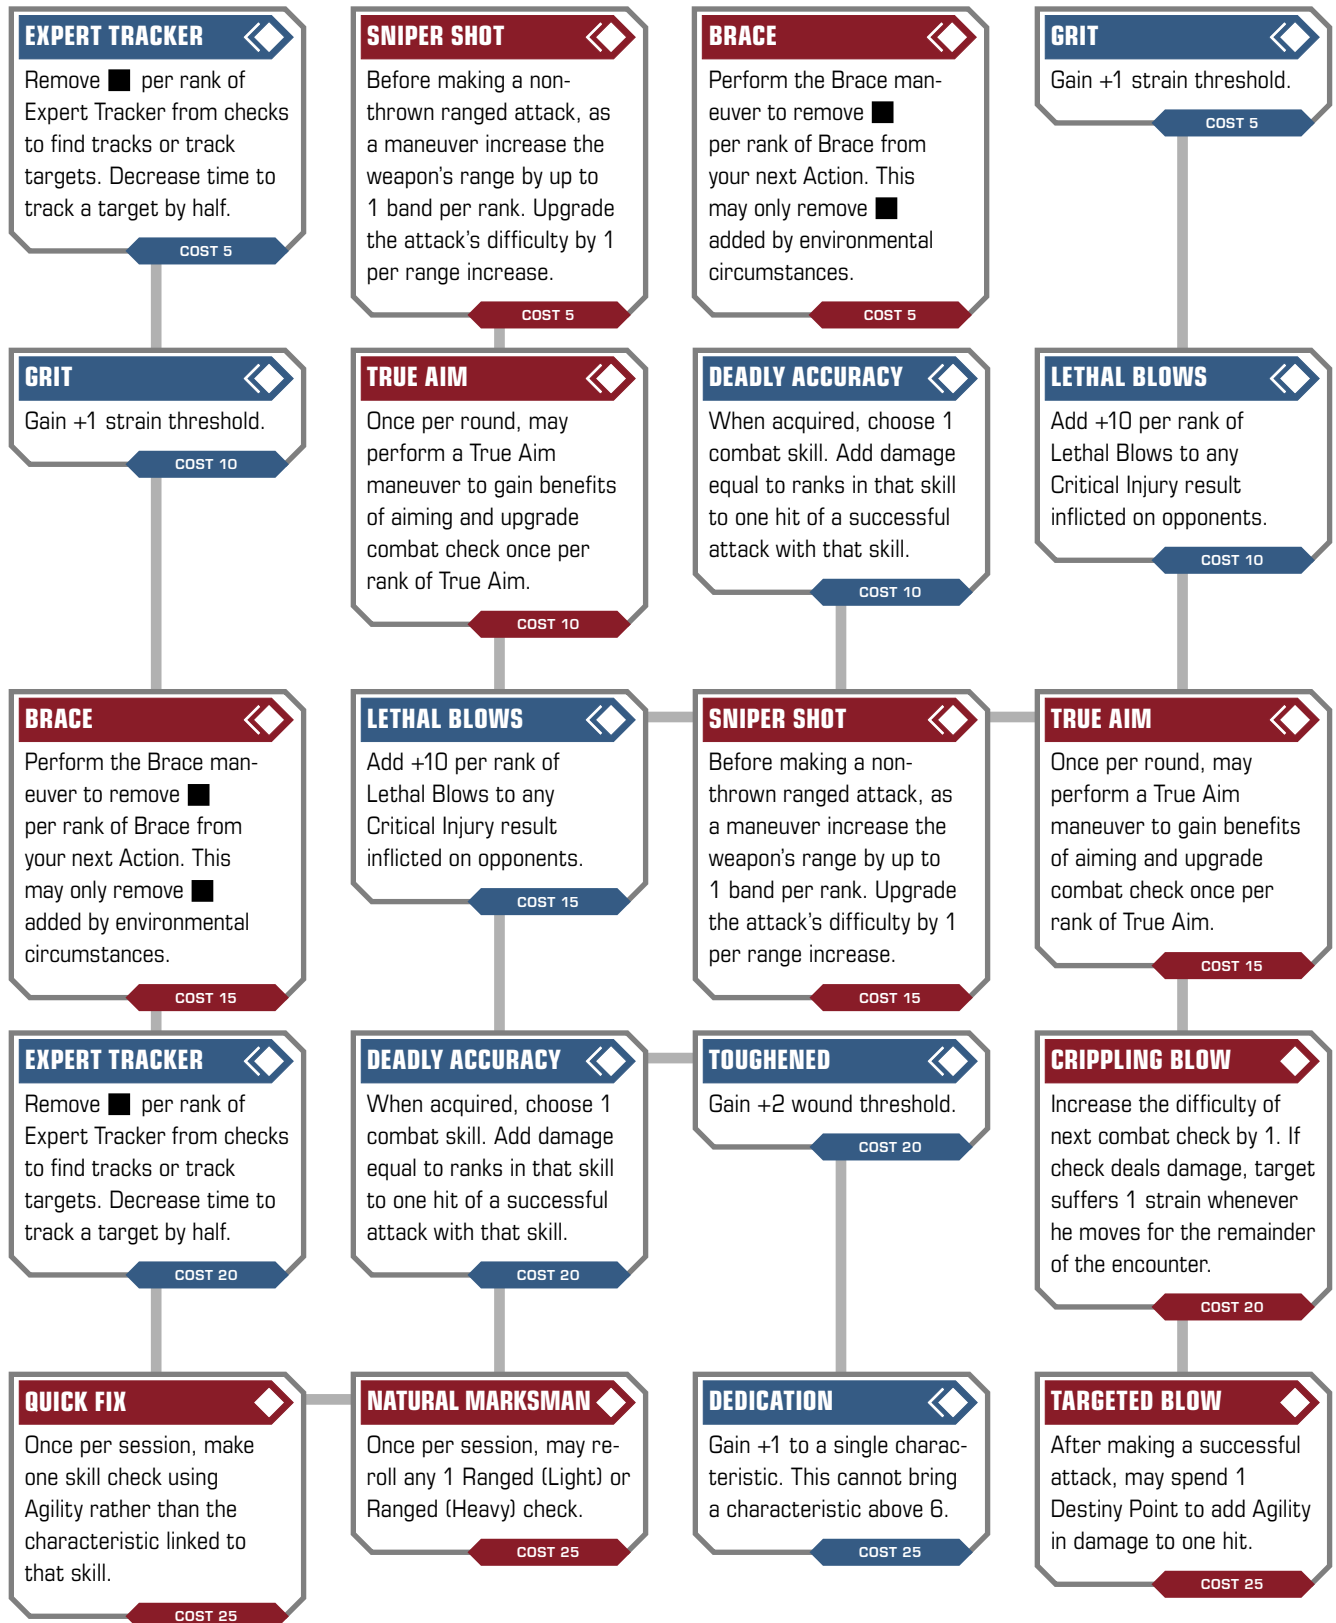 EXPERT TRACKER
Remove per rank of
Expert Tracker from checks
to find tracks or track
targets. Decrease time to
track a target by half.
COST 5
SNIPER SHOT
Before making a non-
thrown ranged attack, as
a maneuver increase the
weapon's range by up to
1 band per rank. Upgrade
the attack's difficulty by 1
per range increase.
COST 5
BRACE
Perform the Brace man-
euver to remove
per rank of Brace from
your next Action. This
may only remove
added by environmental
circumstances.
COST 5
GRIT
Gain +1 strain threshold.
COST 5
GRIT
Gain +1 strain threshold.
COST 10
TRUE AIM
Once per round, may
perform a True Aim
maneuver to gain benefits
of aiming and upgrade
combat check once per
rank of True Aim.
COST 10
DEADLY ACCURACY
When acquired, choose 1
combat skill. Add damage
equal to ranks in that skill
to one hit of a successful
attack with that skill.
COST 10
LETHAL BLOWS
Add +10 per rank of
Lethal Blows to any
Critical Injury result
inflicted on opponents.
COST 10
BRACE
Perform the Brace man-
euver to remove
per rank of Brace from
your next Action. This
may only remove
added by environmental
circumstances.
COST 15
LETHAL BLOWS
Add +10 per rank of
Lethal Blows to any
Critical Injury result
inflicted on opponents.
COST 15
SNIPER SHOT
Before making a non-
thrown ranged attack, as
a maneuver increase the
weapon's range by up to
1 band per rank. Upgrade
the attack's difficulty by 1
per range increase.
COST 15
TRUE AIM
Once per round, may
perform a True Aim
maneuver to gain benefits
of aiming and upgrade
combat check once per
rank of True Aim.
COST 15
EXPERT TRACKER
Remove per rank of
Expert Tracker from checks
to find tracks or track
targets. Decrease time to
track a target by half.
COST 20
DEADLY ACCURACY
When acquired, choose 1
combat skill. Add damage
equal to ranks in that skill
to one hit of a successful
attack with that skill.
COST 20
TOUGHENED
Gain +2 wound threshold.
COST 20
CRIPPLING BLOW
Increase the difficulty of
next combat check by 1. If
check deals damage, target
suffers 1 strain whenever
he moves for the remainder
of the encounter.
COST 20
QUICK FIX
Once per session, make
one skill check using
Agility rather than the
characteristic linked to
that skill.
COST 25
NATURAL MARKSMAN
Once per session, may re-
roll any 1 Ranged (Light) or
Ranged (Heavy) check.
COST 25
DEDICATION
Gain +1 to a single charac-
teristic. This cannot bring
a characteristic above 6.
COST 25
TARGETED BLOW
After making a successful
attack, may spend 1
Destiny Point to add Agility
in damage to one hit.
COST 25